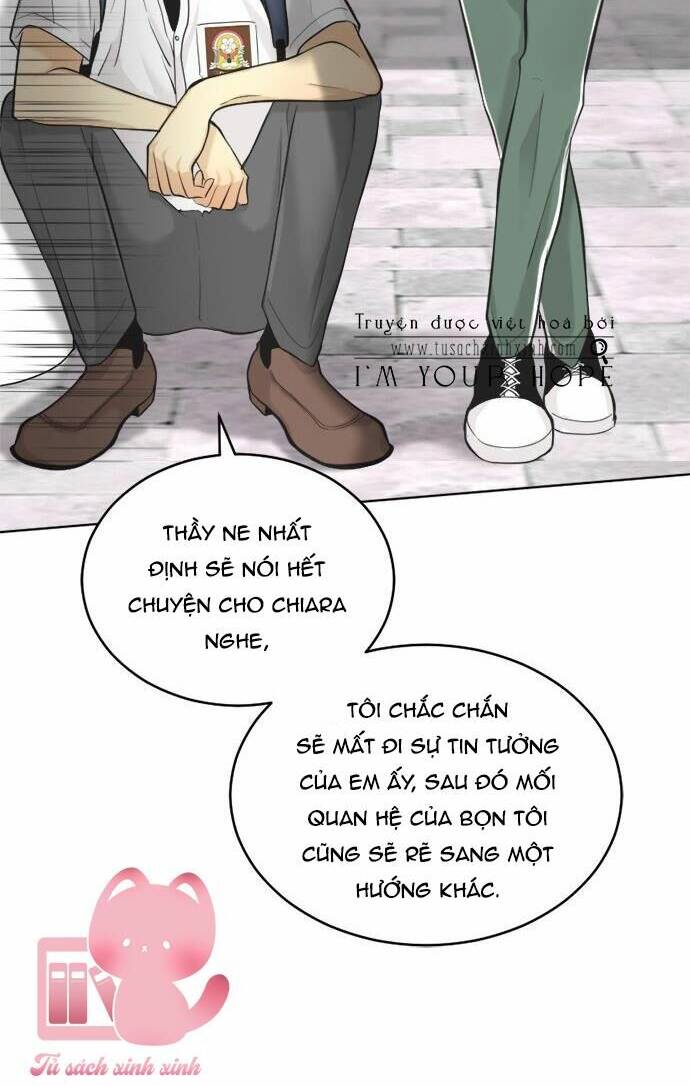 Truyện được việt hoá bởi
I'M YOUR HOPE
THẦY NE NHẤT
ĐỊNH SẼ NÓI HẾT
CHUYỆN CHO CHIARA
NGHE,
TÔI CHẮC CHẮN
SẼ MẤT ĐI SỰ TIN TƯỞNG
CỦA EM ẤY, SAU ĐÓ MỐI
QUAN HỆ CỦA BỌN TÔI
CŨNG SẼ RẼ SANG MỘT
HƯỚNG KHÁC.
Tủ sách xinh xinh